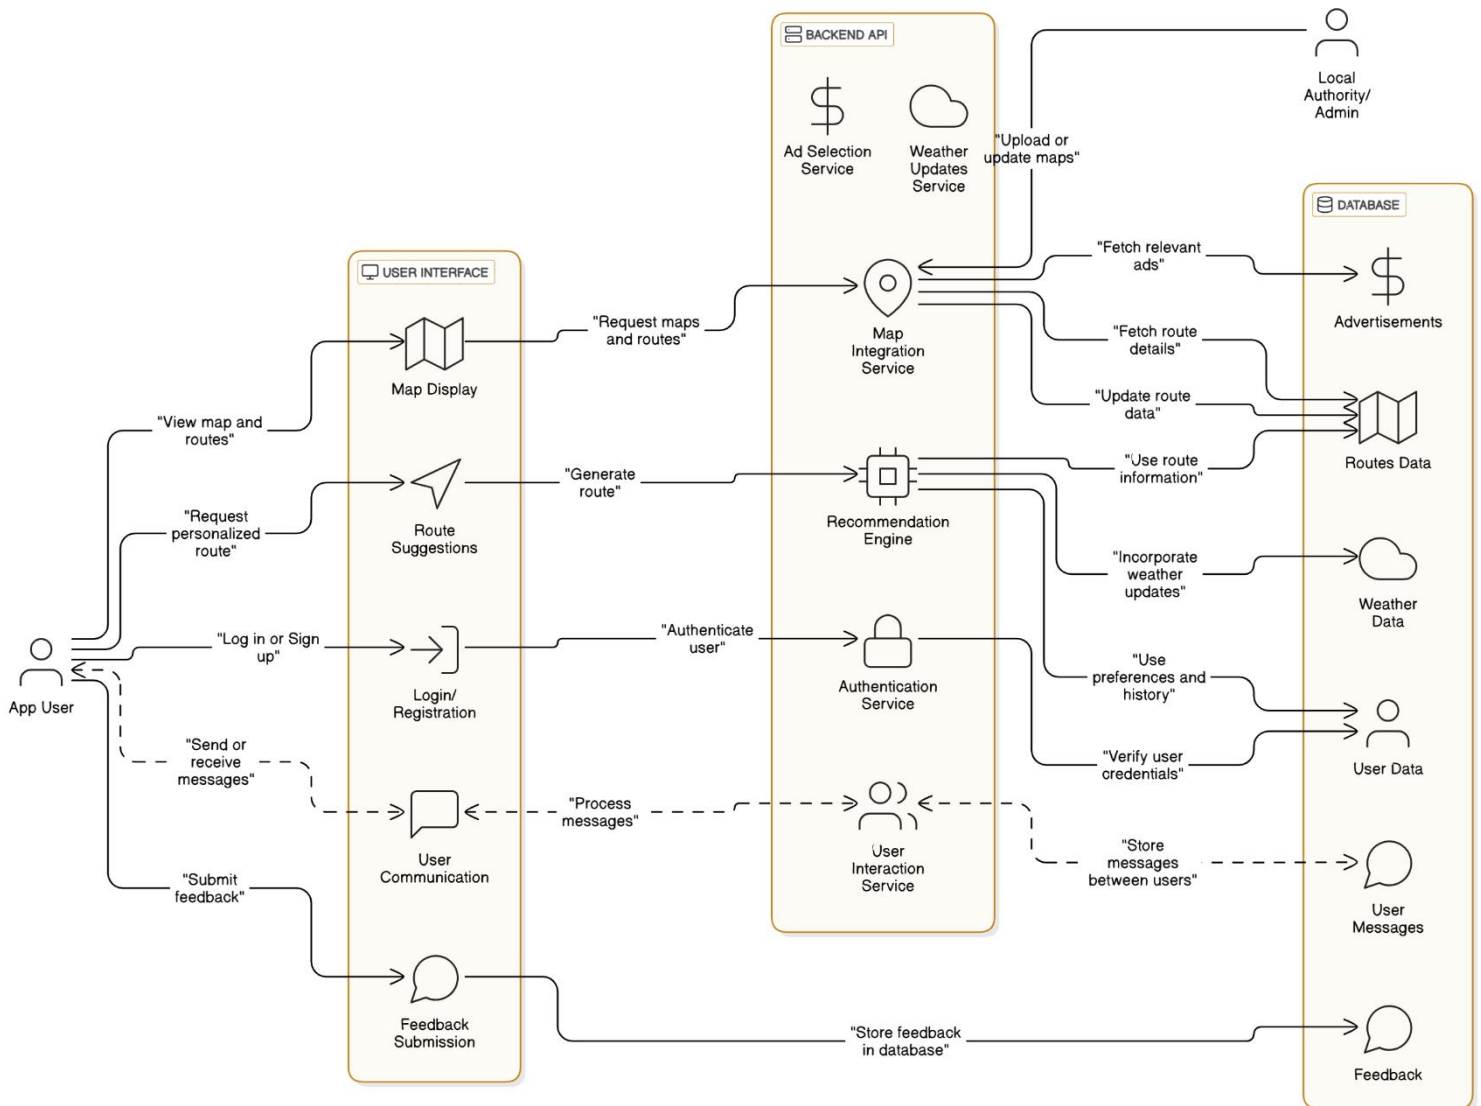 BACKEND API
Local
Authority/
Admin
Ad Selection
Service
Weather
Updates
Service
"Upload or
update maps"
DATABASE
USER INTERFACE
"Fetch relevant
ads"
Advertisements
"Request maps
and routes"
Map
Integration
Service
"Fetch route
details"
Map Display
"View map and
routes"
"Update route
data"
Routes Data
"Use route
information"
"Generate
route"
Recommendation
Engine
"Request
personalized
route"
Route
Suggestions
"Incorporate
weather
updates"
Weather
Data
"Log in or Sign
up"
"Authenticate
user"
Authentication
Service
"Use
preferences and
history"
App User
Login/
Registration
"Verify user
credentials"
User Data
"Send or
receive
messages"
"Process
messages"
User
Communication
User
Interaction
Service
"Store
messages
between users"
"Submit
feedback"
User
Messages
Feedback
Submission
"Store feedback
in database"
Feedback